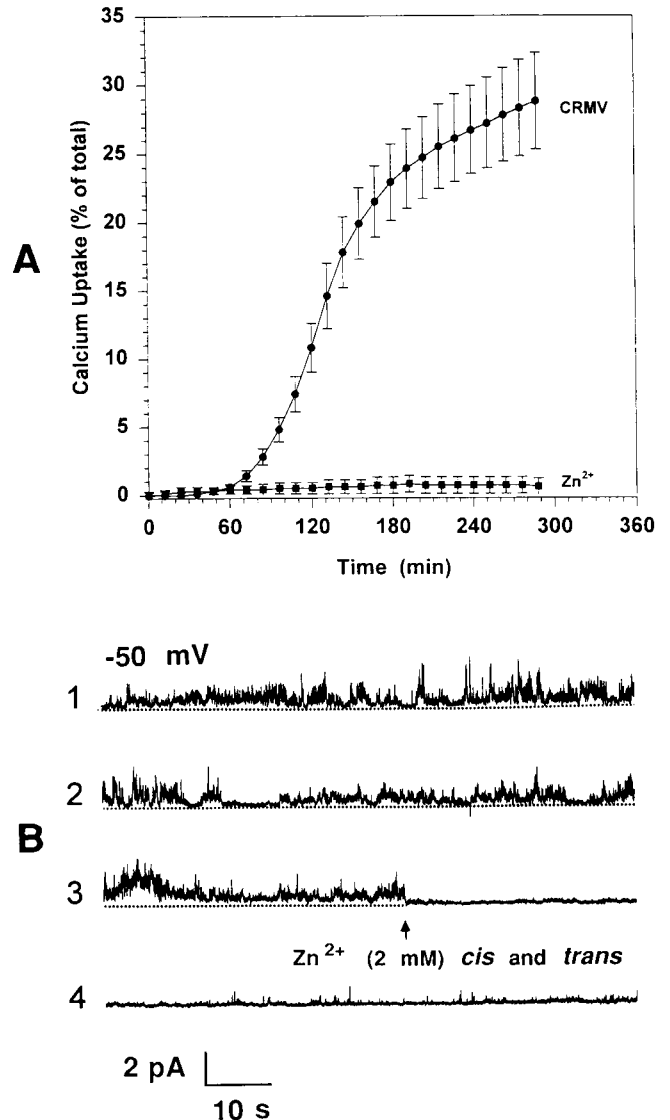 A
Calcium Uptake (% of total)
35
30
25
20
15
10
5
0
CRMV
Zn²⁺
0 60 120 180 240 300 360
Time (min)
B
-50 mV
1
2
3
Zn²⁺ (2 mM) cis and trans
4
2 pA
10 s